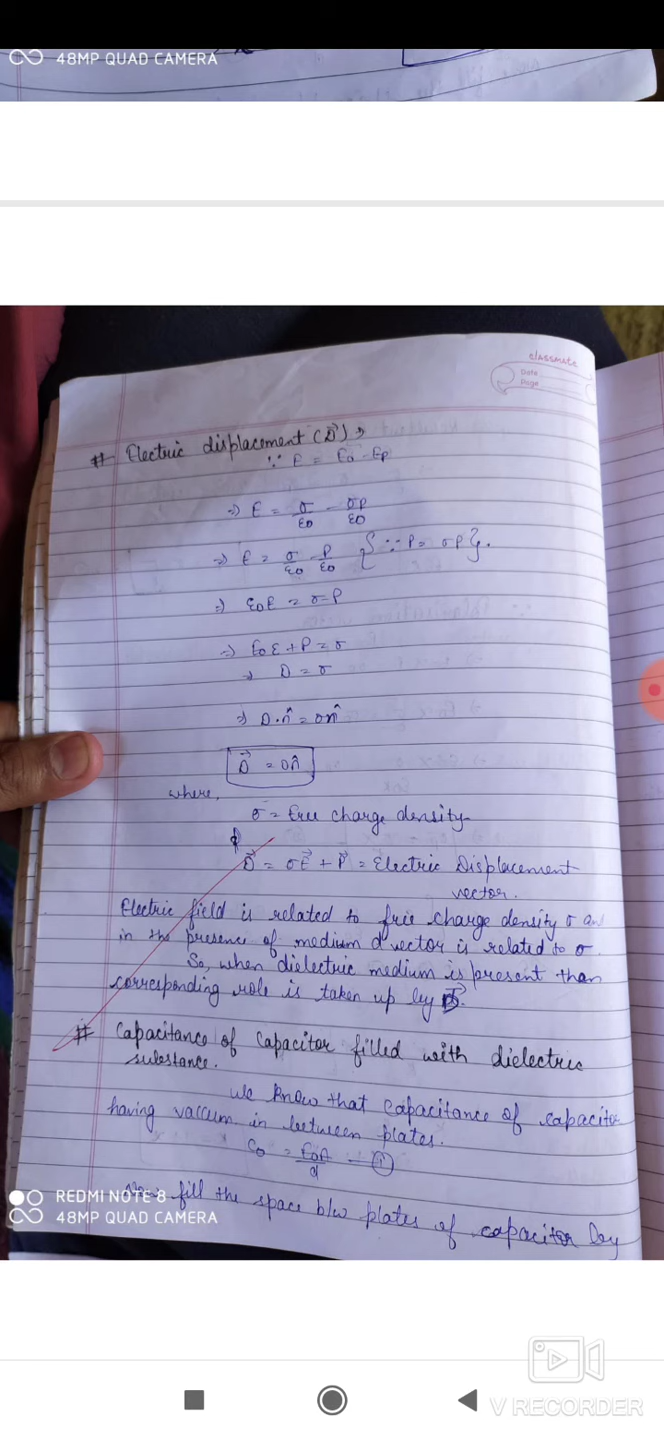 48MP QUAD CAMERA
classmate
Date
Page
# Electric displacement (D⃗) →
∵ E = E₀ - Ep
⇒ E = σ/ε₀ - σp/ε₀
⇒ E = σ/ε₀ - P/ε₀ {∵ P = σP}.
⇒ ε₀E = σ-P
⇒ ε₀E + P = σ
⇒ D = σ
⇒ D·n̂ = σn̂
D⃗ = σn̂
where,
σ = free charge density
D⃗ = σE⃗ + P⃗ = Electric Displacement
vector.
Electric field is related to free charge density σ an
in the presence of medium d vector is related to σ.
So, when dielectric medium is present than
corresponding role is taken up by D⃗.
# Capacitance of Capacitor filled with dielectric
substance.
We know that capacitance of capacito
having vaccum in between plates.
C₀ = ε₀A/d - ①
fill the space b/w plates of capacitor by
REDMI NOTE 8
48MP QUAD CAMERA
V RECORDER